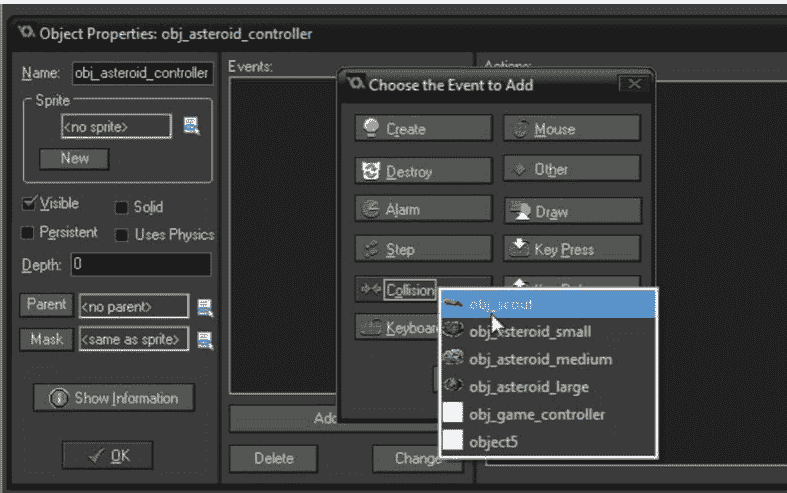 Object Properties: obj_asteroid_controller
Name: obj_asteroid_controller
Sprite
<no sprite>
New
Visible
Solid
Persistent
Uses Physics
Depth: 0
Parent <no parent>
Mask <same as sprite>
Show Information
OK
Events:
Delete
Change
Actions:
Choose the Event to Add
Create
Mouse
Destroy
Other
Alarm
Draw
Step
Key Press
Collision
obj_scout
obj_asteroid_small
obj_asteroid_medium
obj_asteroid_large
obj_game_controller
object5